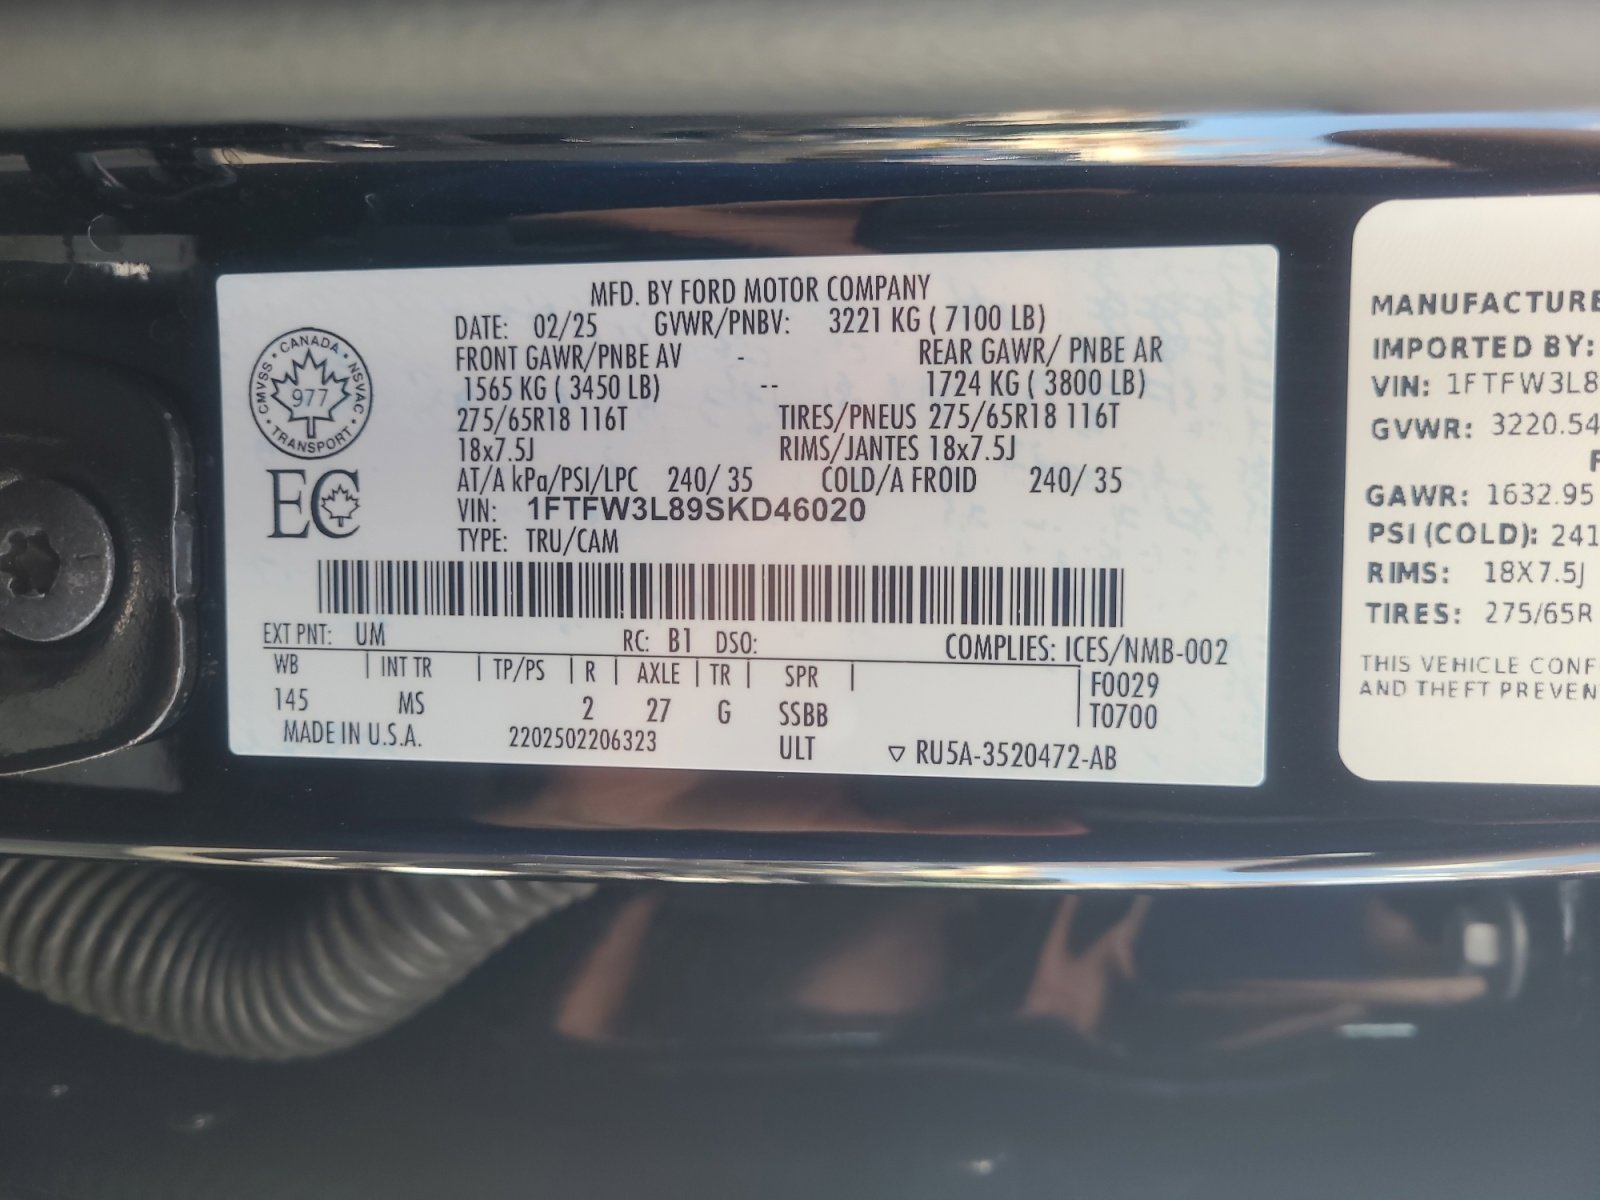 MFD. BY FORD MOTOR COMPANY
DATE: 02/25 GVWR/PNBV: 3221 KG ( 7100 LB)
FRONT GAWR/PNBE AV - REAR GAWR/ PNBE AR
1565 KG ( 3450 LB) -- 1724 KG ( 3800 LB)
275/65R18 116T TIRES/PNEUS 275/65R18 116T
18x7.5J RIMS/JANTES 18x7.5J
AT/A kPa/PSI/LPC 240/ 35 COLD/A FROID 240/ 35
VIN: 1FTFW3L89SKD46020
TYPE: TRU/CAM
CANADA
CMVSS • NSVAC
977
TRANSPORT
EC
EXT PNT: UM RC: B1 DSO: COMPLIES: ICES/NMB-002
WB | INT TR | TP/PS | R | AXLE | TR | SPR | F0029
145 MS 2 27 G SSBB T0700
MADE IN U.S.A. 2202502206323 ULT ▽ RU5A-3520472-AB
MANUFACTURE
IMPORTED BY:
VIN: 1FTFW3L8
GVWR: 3220.54
F
GAWR: 1632.95
PSI (COLD): 241
RIMS: 18X7.5J
TIRES: 275/65R
THIS VEHICLE CONF
AND THEFT PREVEN